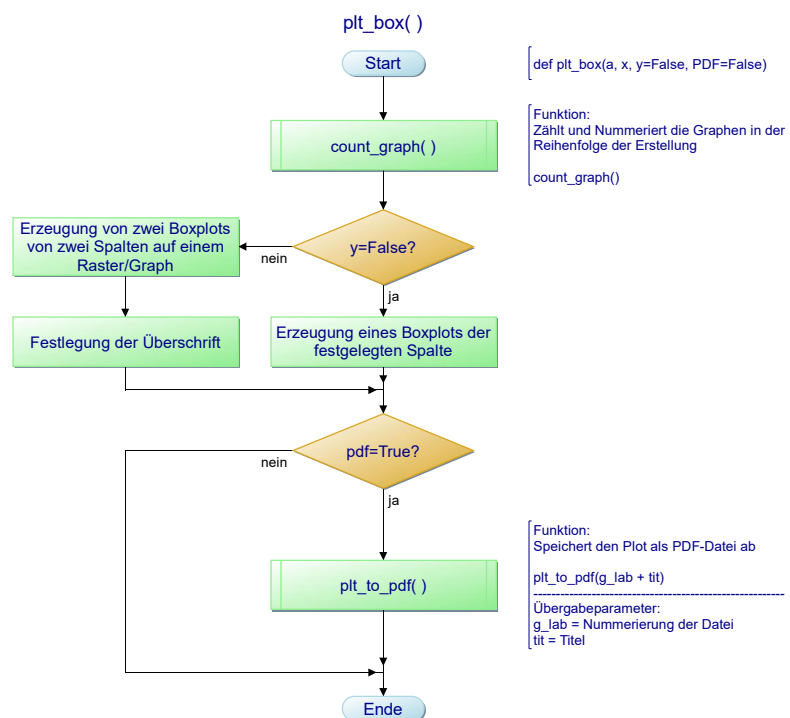 plt_box( )
Start
def plt_box(a, x, y=False, PDF=False)
Funktion:
Zählt und Nummeriert die Graphen in der
Reihenfolge der Erstellung
count_graph()
count_graph( )
y=False?
nein
ja
Erzeugung von zwei Boxplots
von zwei Spalten auf einem
Raster/Graph
Festlegung der Überschrift
Erzeugung eines Boxplots der
festgelegten Spalte
pdf=True?
nein
ja
Funktion:
Speichert den Plot als PDF-Datei ab
plt_to_pdf(g_lab + tit)
--------------------------------------------------------
Übergabeparameter:
g_lab = Nummerierung der Datei
tit = Titel
plt_to_pdf( )
Ende